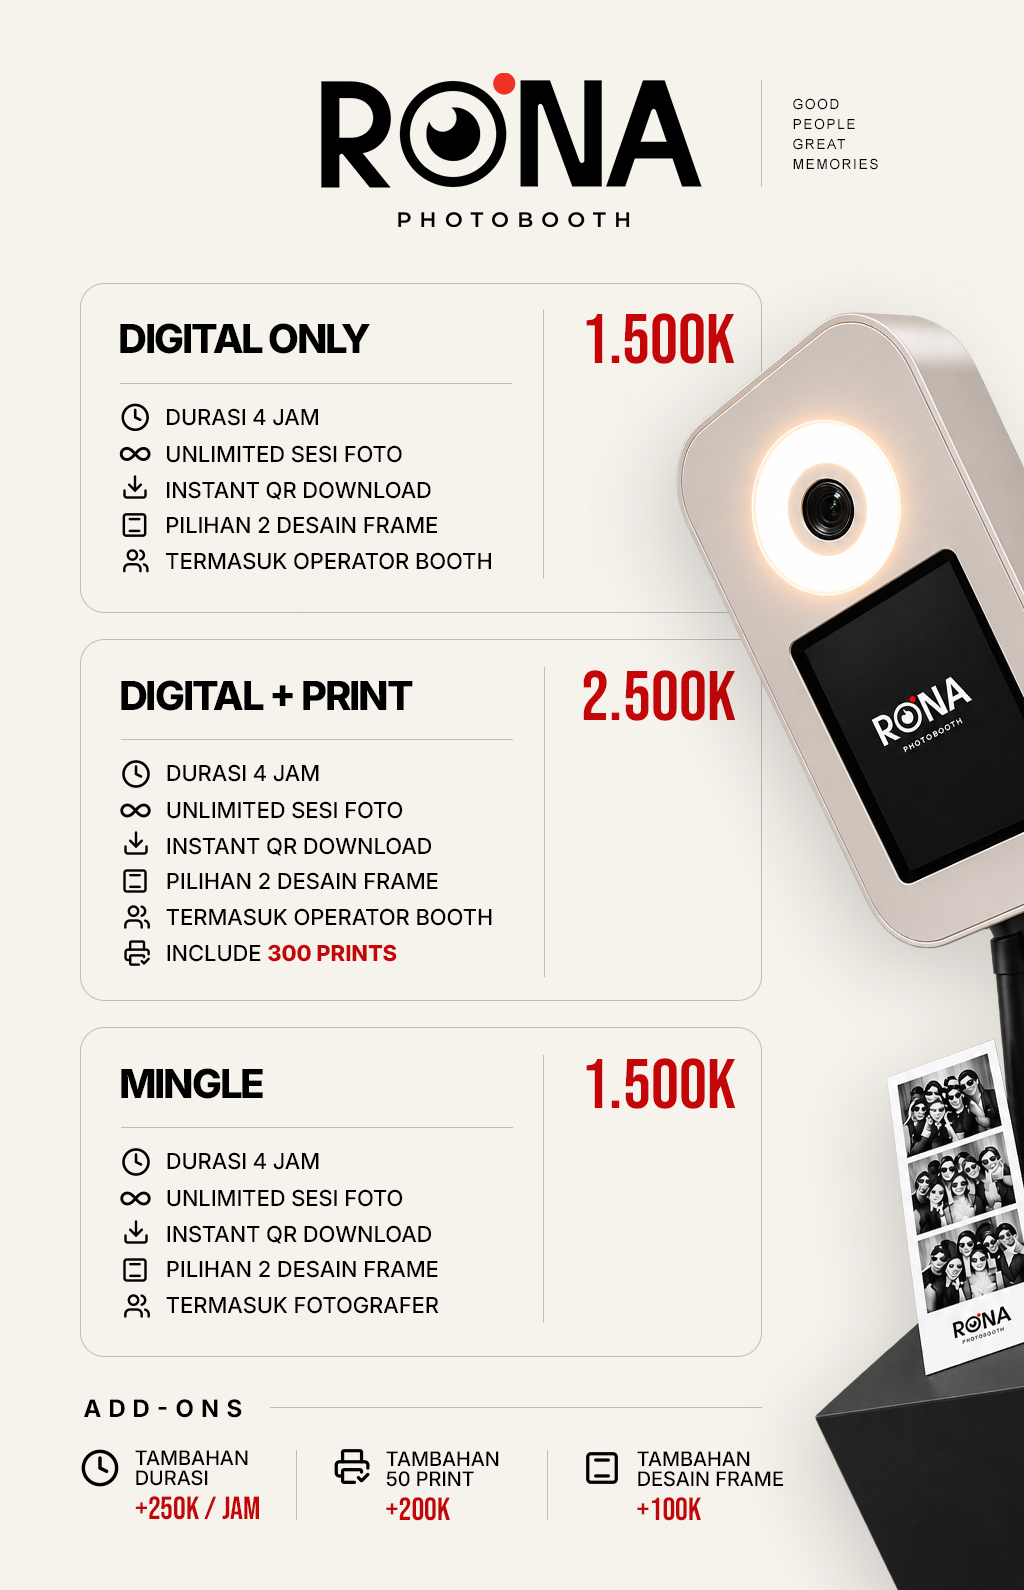 RONA
PHOTOBOOTH
GOOD
PEOPLE
GREAT
MEMORIES
DIGITAL ONLY
1.500K
DURASI 4 JAM
UNLIMITED SESI FOTO
INSTANT QR DOWNLOAD
PILIHAN 2 DESAIN FRAME
TERMASUK OPERATOR BOOTH
DIGITAL + PRINT
2.500K
DURASI 4 JAM
UNLIMITED SESI FOTO
INSTANT QR DOWNLOAD
PILIHAN 2 DESAIN FRAME
TERMASUK OPERATOR BOOTH
INCLUDE 300 PRINTS
RONA
PHOTOBOOTH
MINGLE
1.500K
DURASI 4 JAM
UNLIMITED SESI FOTO
INSTANT QR DOWNLOAD
PILIHAN 2 DESAIN FRAME
TERMASUK FOTOGRAFER
RONA
PHOTOBOOTH
ADD-ONS
TAMBAHAN
DURASI
+250K / JAM
TAMBAHAN
50 PRINT
+200K
TAMBAHAN
DESAIN FRAME
+100K